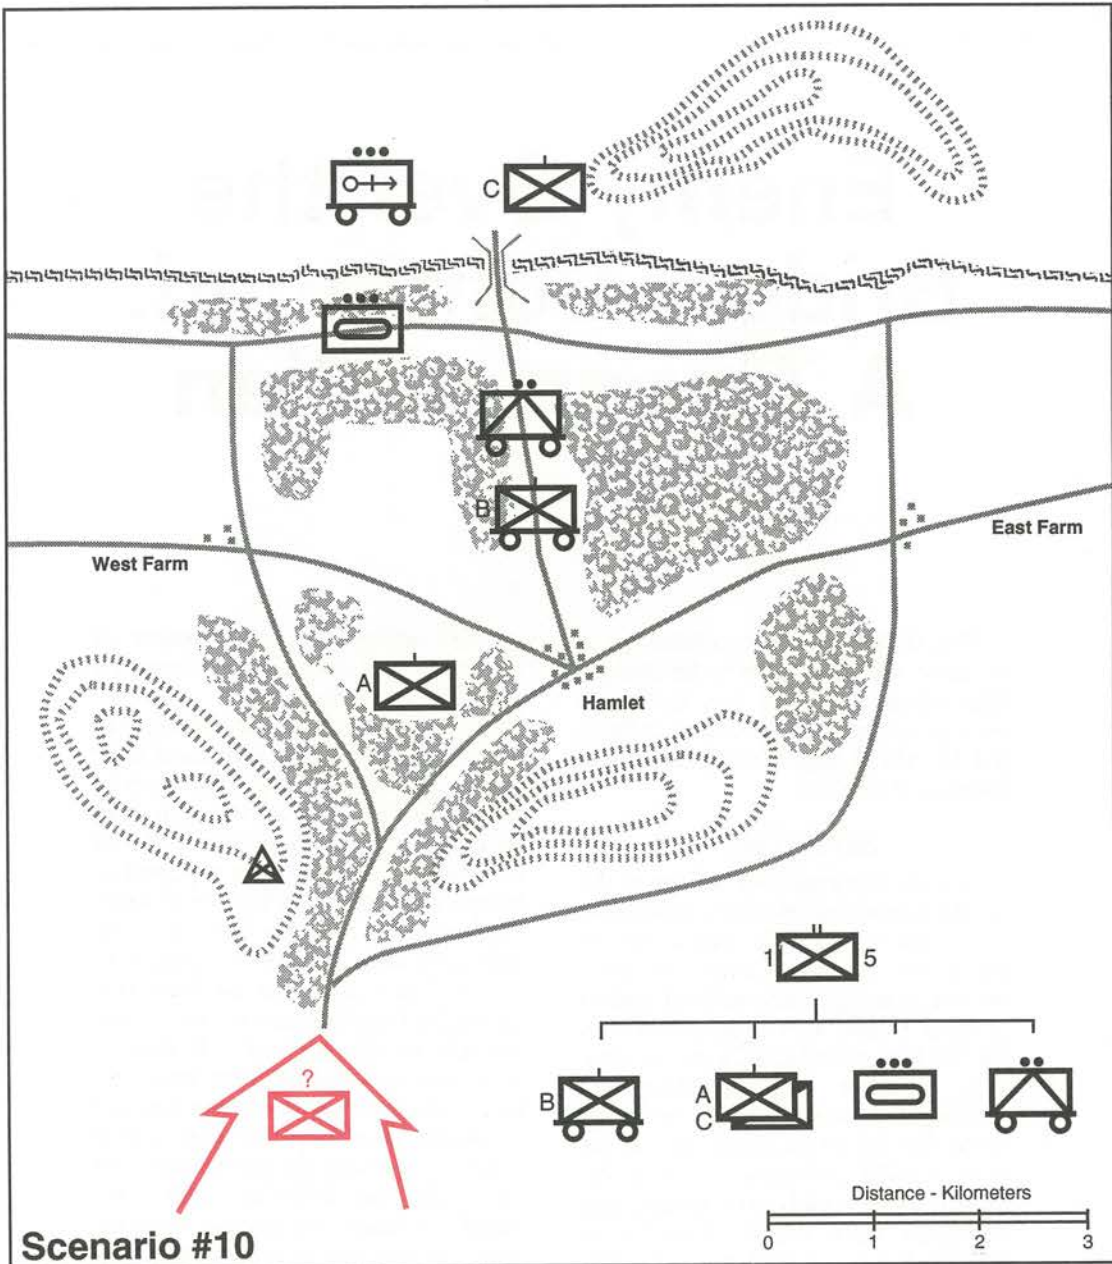 C
B
West Farm
East Farm
A
Hamlet
1 5
?
B
A
C
Distance - Kilometers
0 1 2 3
Scenario #10